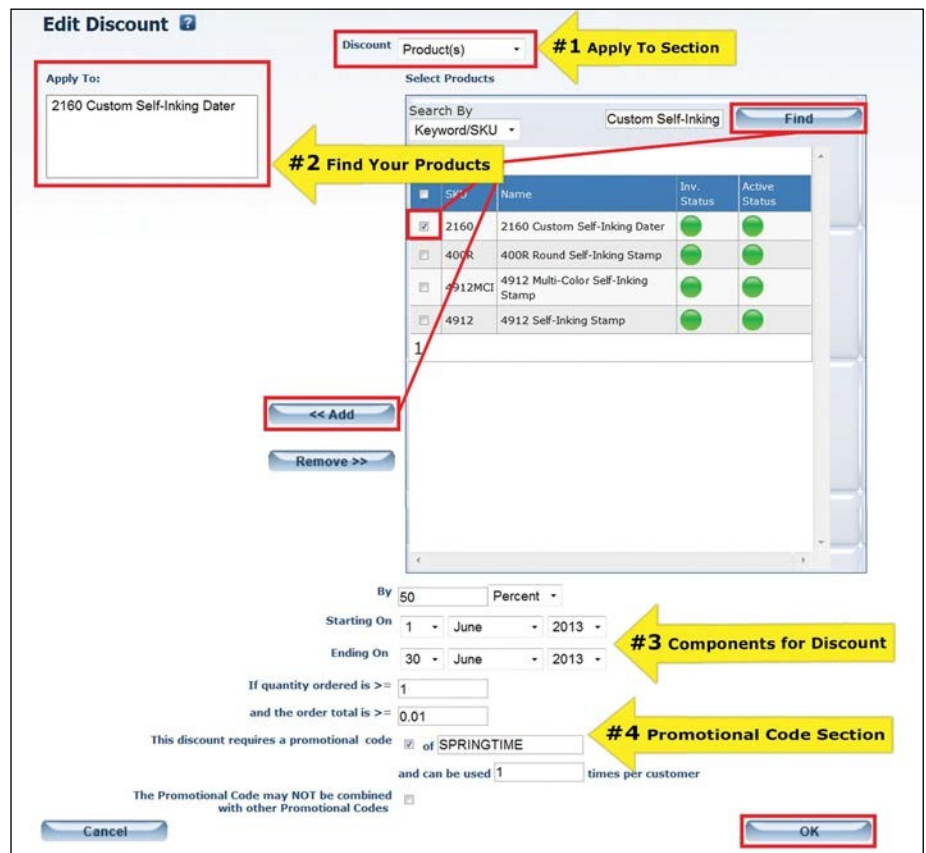 Edit Discount ?
Discount Product(s)
#1 Apply To Section
Apply To:
2160 Custom Self-Inking Dater
#2 Find Your Products
Select Products
Search By
Keyword/SKU
Custom Self-Inking
Find
SKU Name Inv. Status Active Status
2160 2160 Custom Self-Inking Dater
400R 400R Round Self-Inking Stamp
4912MCI 4912 Multi-Color Self-Inking
Stamp
4912 4912 Self-Inking Stamp
1
<< Add
Remove >>
By 50 Percent
Starting On 1 June 2013
Ending On 30 June 2013
#3 Components for Discount
If quantity ordered is >= 1
and the order total is >= 0.01
This discount requires a promotional code of SPRINGTIME
#4 Promotional Code Section
and can be used 1 times per customer
The Promotional Code may NOT be combined
with other Promotional Codes
Cancel
OK